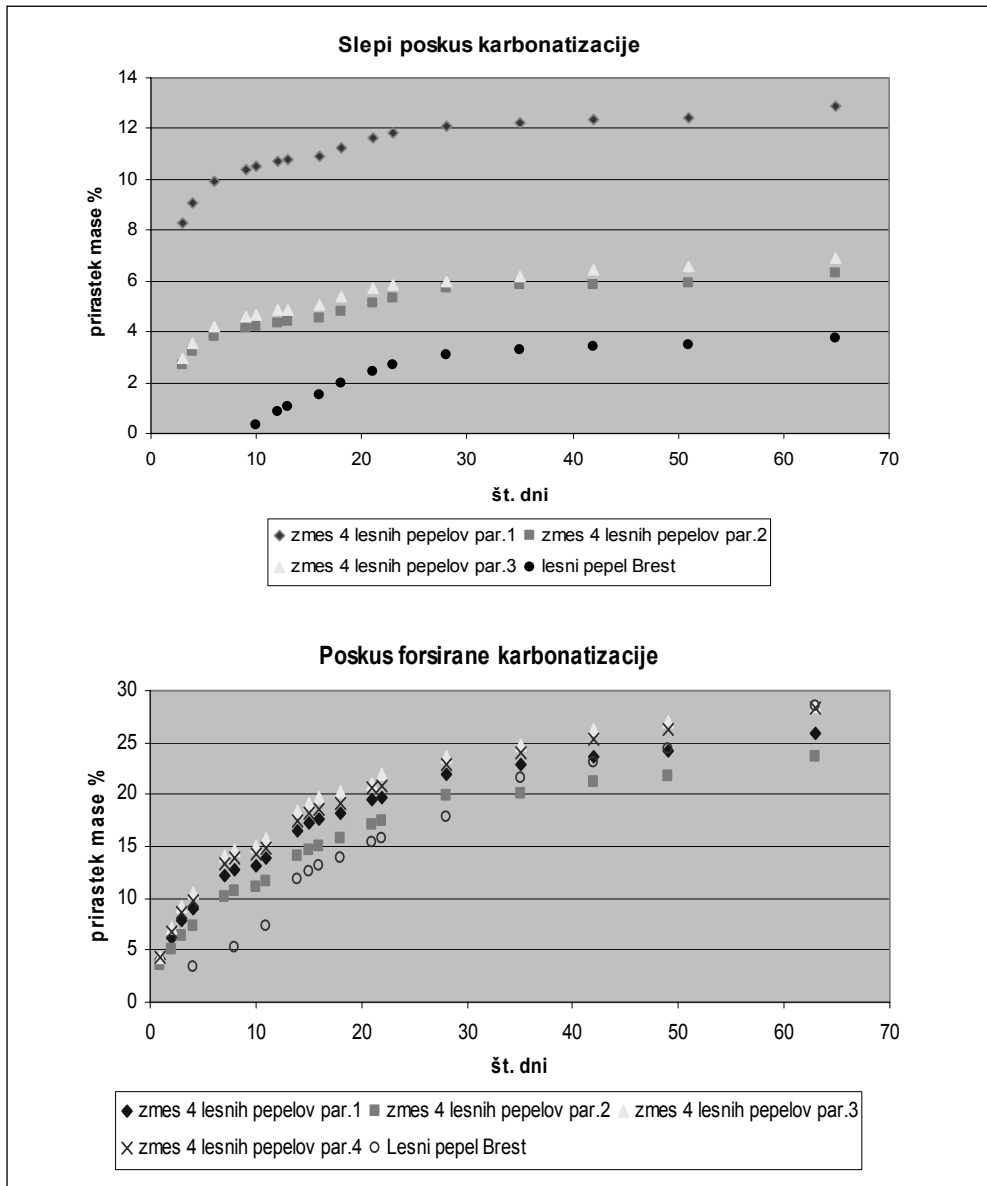 Slepi poskus karbonatizacije
14
12
10
8
6
4
2
0
prirastek mase %
0 10 20 30 40 50 60 70
št. dni
zmes 4 lesnih pepelov par.1 zmes 4 lesnih pepelov par.2
zmes 4 lesnih pepelov par.3 lesni pepel Brest
Poskus forsirane karbonatizacije
30
25
20
15
10
5
0
prirastek mase %
0 10 20 30 40 50 60 70
št. dni
zmes 4 lesnih pepelov par.1 zmes 4 lesnih pepelov par.2 zmes 4 lesnih pepelov par.3
zmes 4 lesnih pepelov par.4 Lesni pepel Brest